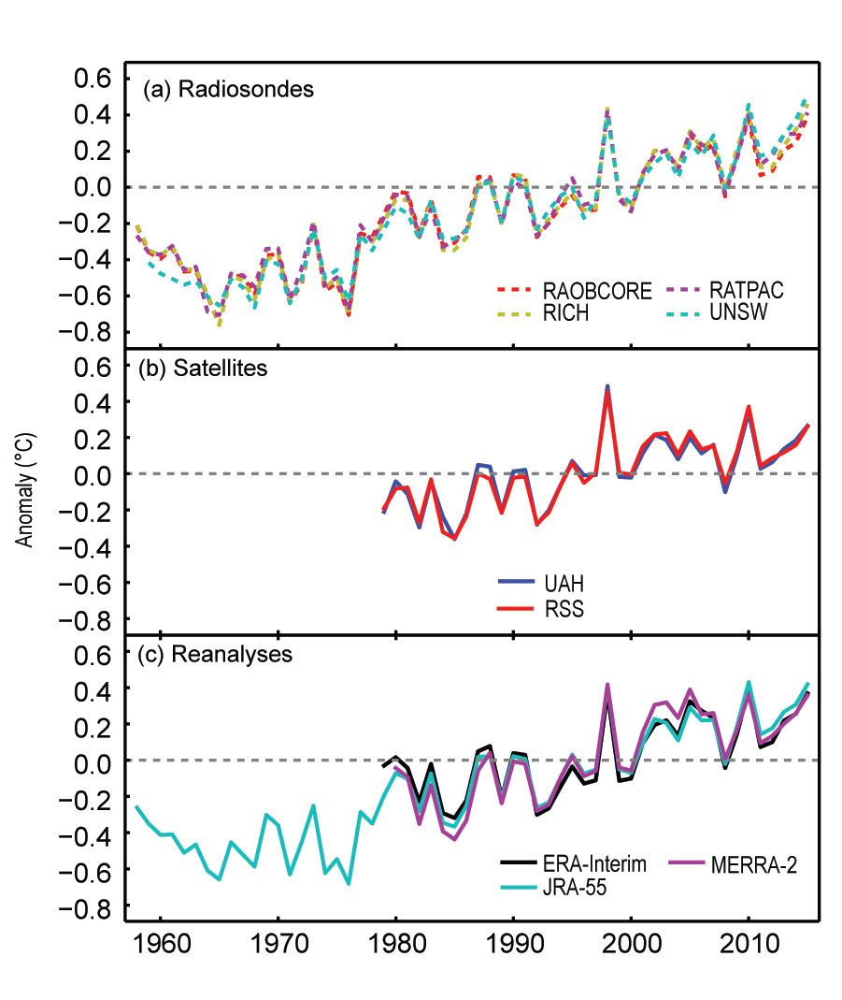 (a) Radiosondes
0.6
0.4
0.2
0.0
−0.2
−0.4
−0.6
−0.8
RAOBCORE
RATPAC
RICH
UNSW
(b) Satellites
0.6
0.4
0.2
0.0
−0.2
−0.4
−0.6
−0.8
UAH
RSS
Anomaly (°C)
(c) Reanalyses
0.6
0.4
0.2
0.0
−0.2
−0.4
−0.6
−0.8
ERA-Interim
MERRA-2
JRA-55
1960 1970 1980 1990 2000 2010